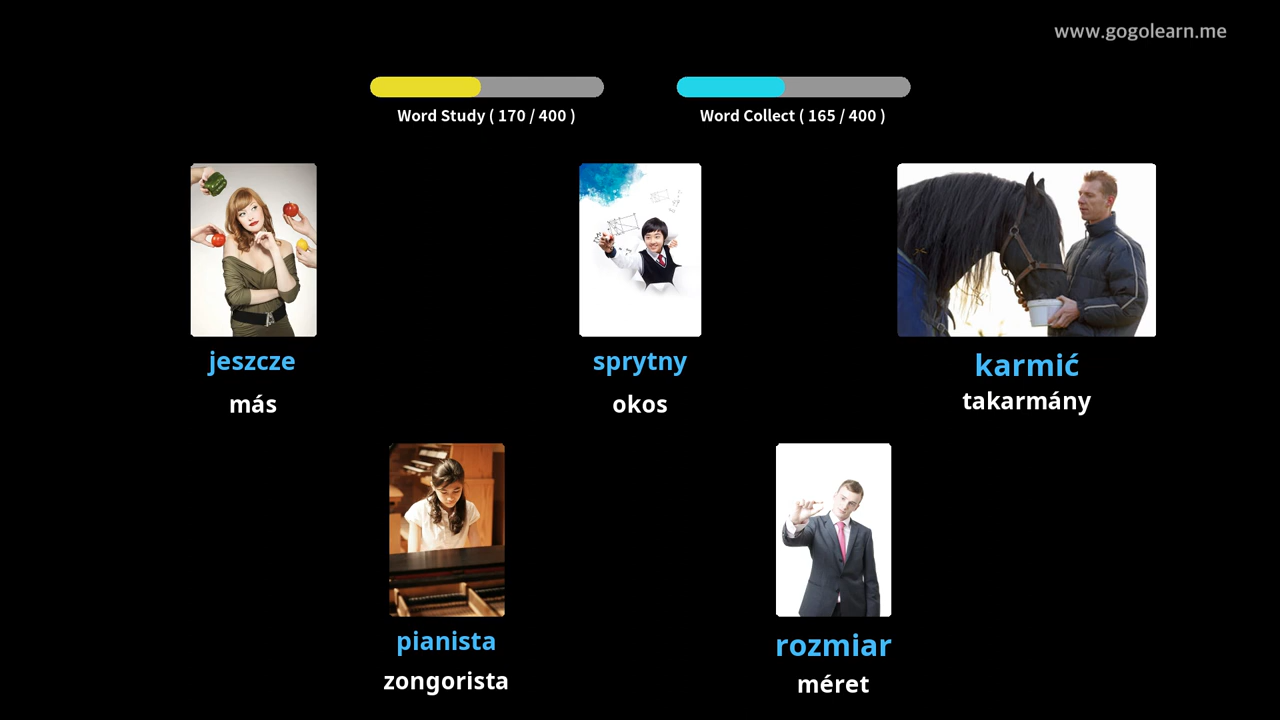 www.gogolearn.me
Word Study ( 170 / 400 )
Word Collect ( 165 / 400 )
jeszcze
más
sprytny
okos
karmić
takarmány
pianista
zongorista
rozmiar
méret